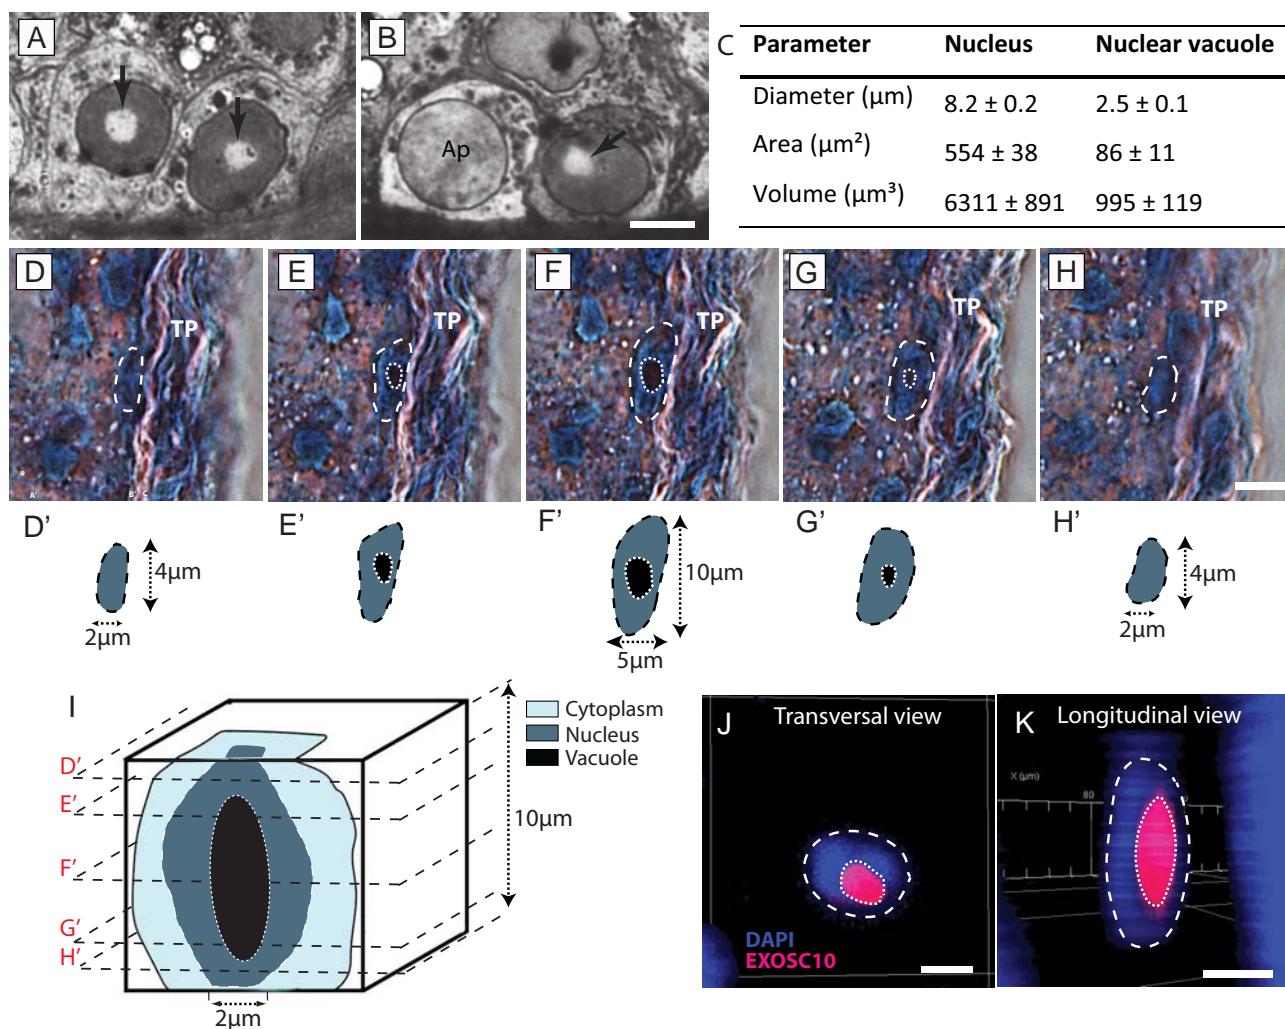 A
B
Ap
C
Parameter Nucleus Nuclear vacuole
Diameter (µm) 8.2 ± 0.2 2.5 ± 0.1
Area (µm²) 554 ± 38 86 ± 11
Volume (µm³) 6311 ± 891 995 ± 119
D
TP
*
A'
B'
C
E
TP
F
TP
G
TP
H
TP
D'
4µm
2µm
E'
F'
10µm
5µm
G'
H'
4µm
2µm
I
Cytoplasm
Nucleus
Vacuole
D'
E'
F'
G'
H'
10µm
2µm
J Transversal view
DAPI
EXOSC10
K Longitudinal view
X (µm)
80